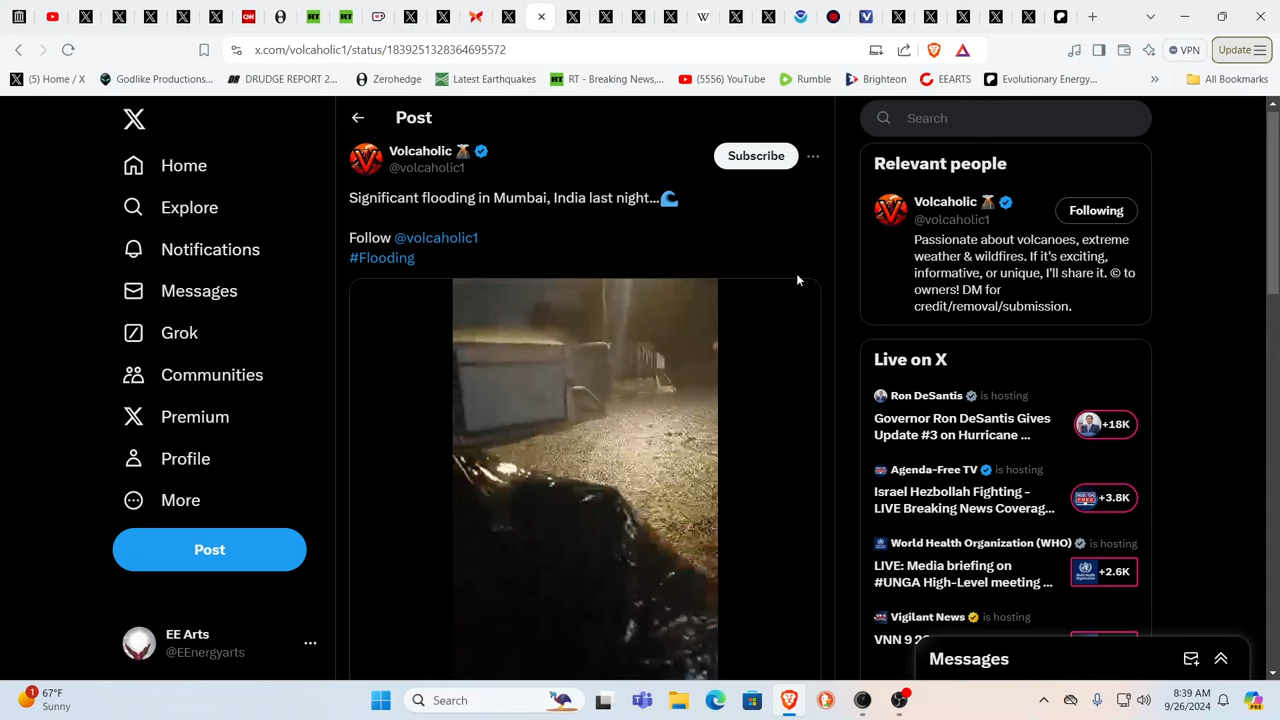 CNN
RT
RT
W
V
x.com/volcaholic1/status/1839251328364695572
VPN
Update
(5) Home / X
Godlike Productions...
DRUDGE REPORT 2...
Zerohedge
Latest Earthquakes
RT
RT - Breaking News,...
(5556) YouTube
Rumble
Brighteon
EEARTS
Evolutionary Energy...
All Bookmarks
Home
Explore
Notifications
Messages
Grok
Communities
Premium
Profile
More
Post
EE Arts
@EEnergyarts
Post
Volcaholic
@volcaholic1
Subscribe
Significant flooding in Mumbai, India last night...
Follow @volcaholic1
#Flooding
Search
Relevant people
Volcaholic
@volcaholic1
Following
Passionate about volcanoes, extreme
weather & wildfires. If it's exciting,
informative, or unique, I'll share it. © to
owners! DM for
credit/removal/submission.
Live on X
Ron DeSantis is hosting
Governor Ron DeSantis Gives
Update #3 on Hurricane ...
+18K
Agenda-Free TV is hosting
Israel Hezbollah Fighting -
LIVE Breaking News Coverag...
+3.8K
World Health Organization (WHO) is hosting
LIVE: Media briefing on
#UNGA High-Level meeting ...
+2.6K
Vigilant News is hosting
Messages
1
67°F
Sunny
Search
8:39 AM
9/26/2024
PRE